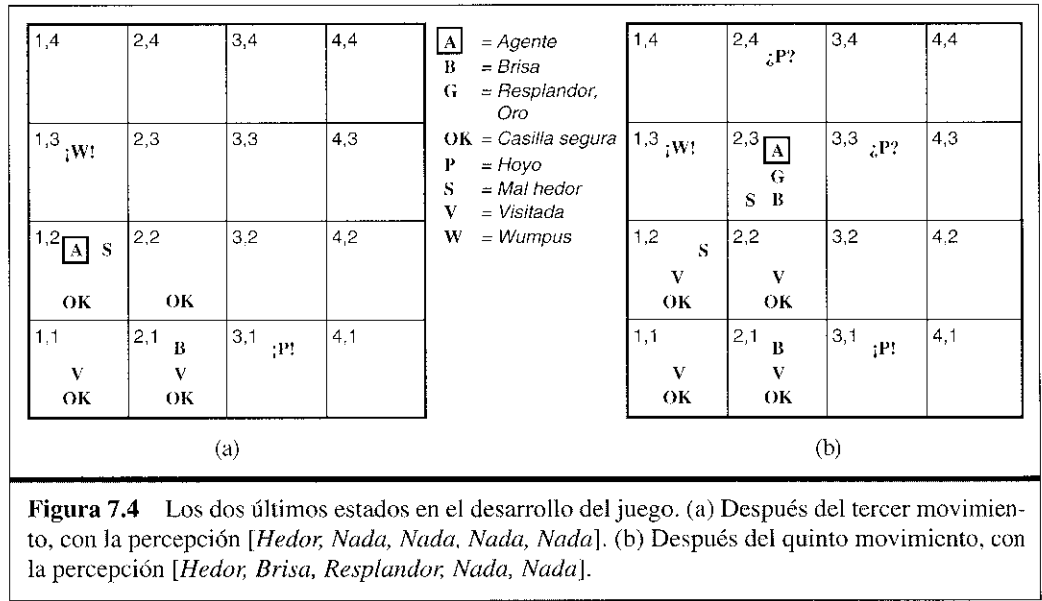 1,4 2,4 3,4 4,4
1,3 ¡W! 2,3 3,3 4,3
1,2 A S 2,2 3,2 4,2
OK OK
1,1 2,1 B 3,1 ¡P! 4,1
V V
OK OK
(a)
A = Agente
B = Brisa
G = Resplandor,
Oro
OK = Casilla segura
P = Hoyo
S = Mal hedor
V = Visitada
W = Wumpus
1,4 2,4 ¿P? 3,4 4,4
1,3 ¡W! 2,3 A 3,3 ¿P? 4,3
G
S B
1,2 S 2,2 3,2 4,2
V V
OK OK
1,1 2,1 B 3,1 ¡P! 4,1
V V
OK OK
(b)
Figura 7.4 Los dos últimos estados en el desarrollo del juego. (a) Después del tercer movimien-
to, con la percepción [Hedor, Nada, Nada, Nada, Nada]. (b) Después del quinto movimiento, con
la percepción [Hedor, Brisa, Resplandor, Nada, Nada].